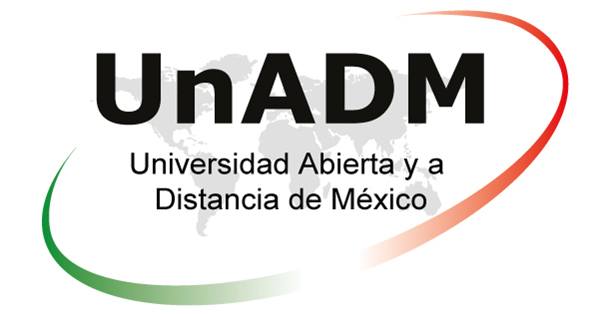 UnADM
Universidad Abierta y a
Distancia de México